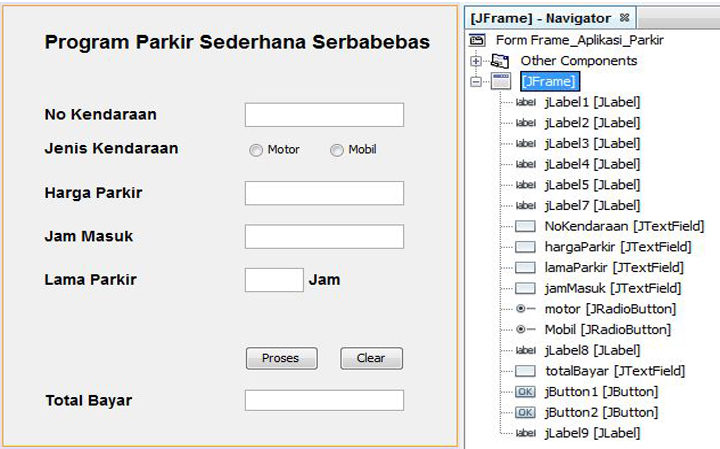 Program Parkir Sederhana Serbabebas
No Kendaraan
Jenis Kendaraan Motor Mobil
Harga Parkir
Jam Masuk
Lama Parkir Jam
Proses Clear
Total Bayar
[JFrame] - Navigator
Form Frame_Aplikasi_Parkir
Other Components
[JFrame]
label jLabel1 [JLabel]
label jLabel2 [JLabel]
label jLabel3 [JLabel]
label jLabel4 [JLabel]
label jLabel5 [JLabel]
label jLabel7 [JLabel]
NoKendaraan [JTextField]
hargaParkir [JTextField]
lamaParkir [JTextField]
jamMasuk [JTextField]
motor [JRadioButton]
Mobil [JRadioButton]
label jLabel8 [JLabel]
totalBayar [JTextField]
OK jButton1 [JButton]
OK jButton2 [JButton]
label jLabel9 [JLabel]